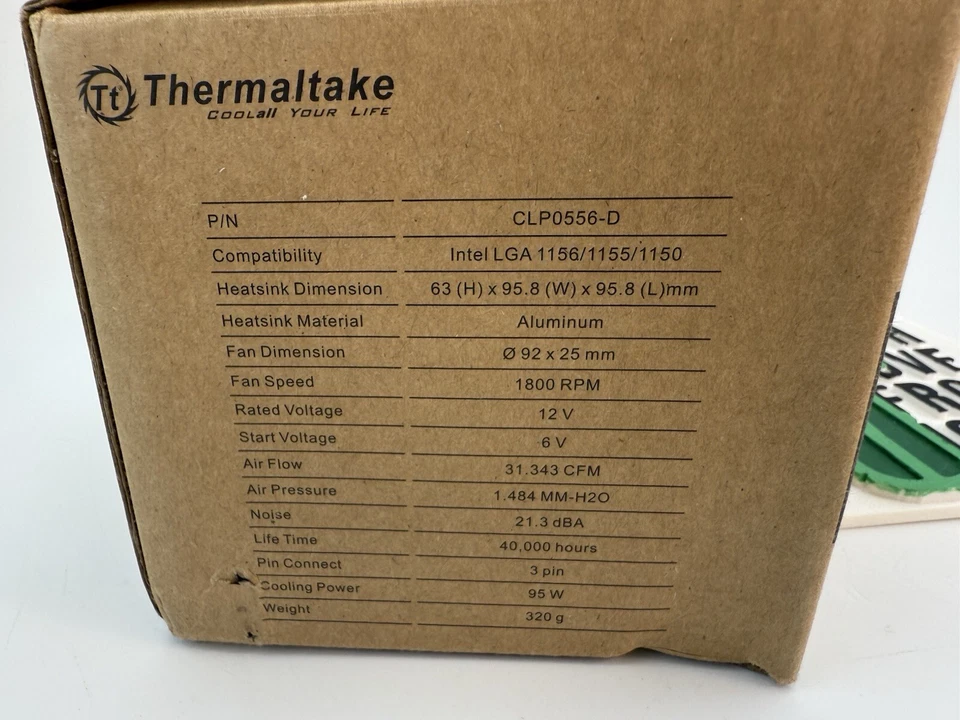 Tt® Thermaltake
COOLall YOUR LIFE
P/N CLP0556-D
Compatibility Intel LGA 1156/1155/1150
Heatsink Dimension 63 (H) x 95.8 (W) x 95.8 (L)mm
Heatsink Material Aluminum
Fan Dimension Ø 92 x 25 mm
Fan Speed 1800 RPM
Rated Voltage 12 V
Start Voltage 6 V
Air Flow 31.343 CFM
Air Pressure 1.484 MM-H2O
Noise 21.3 dBA
Life Time 40,000 hours
Pin Connect 3 pin
Cooling Power 95 W
Weight 320 g